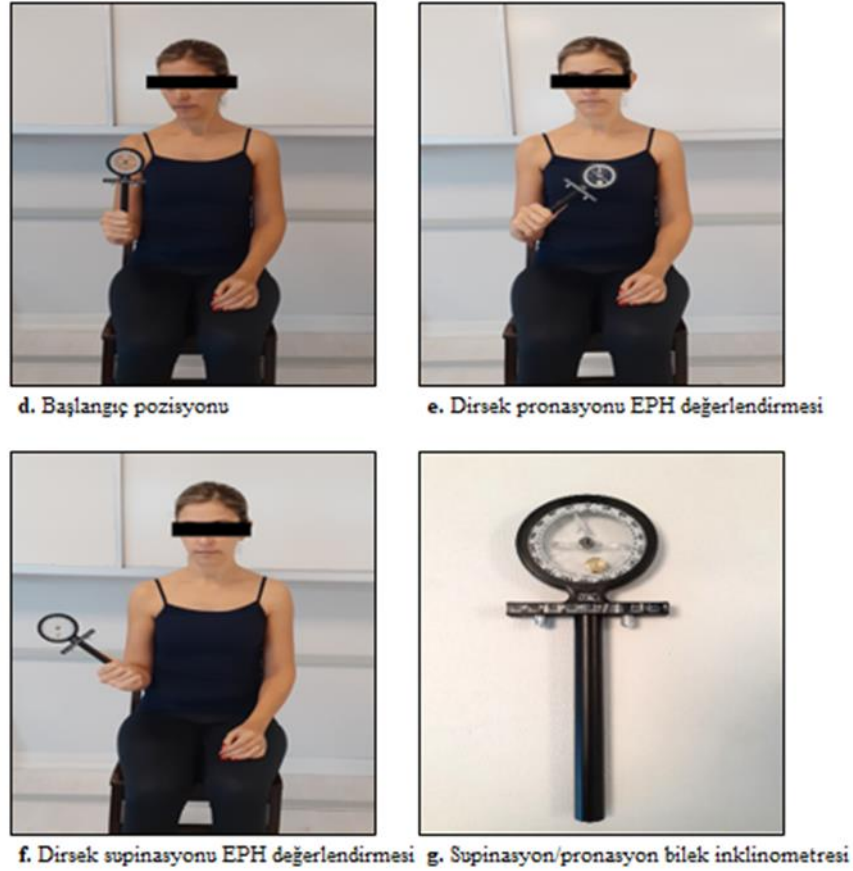 d. Başlangıç pozisyonu
e. Dirsek pronasyonu EPH değerlendirmesi
f. Dirsek supinasyonu EPH değerlendirmesi
g. Supinasyon/pronasyon bilek inklinometresi